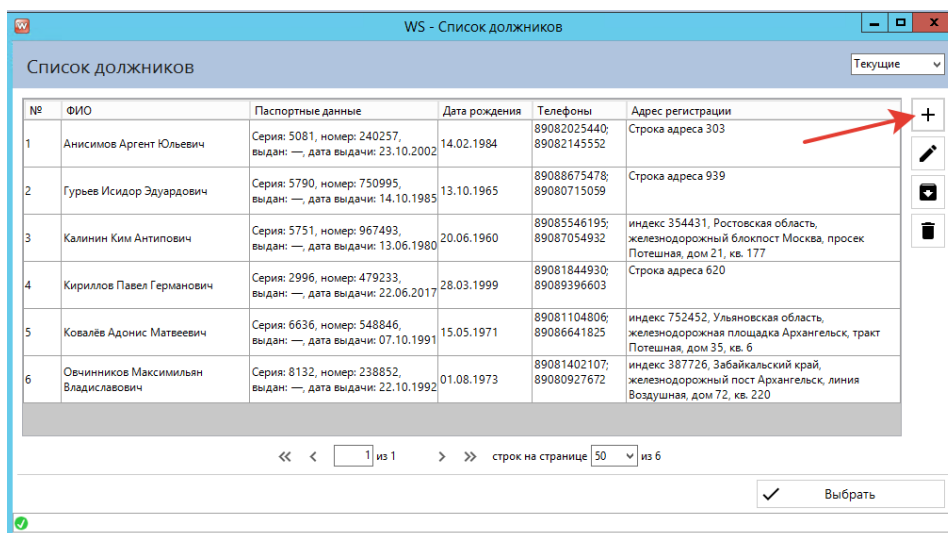 WS - Список должников
Список должников
Текущие
№ ФИО Паспортные данные Дата рождения Телефоны Адрес регистрации
1 Анисимов Аргент Юльевич Серия: 5081, номер: 240257, выдан: —, дата выдачи: 23.10.2002 14.02.1984 89082025440; 89082145552 Строка адреса 303
2 Гурьев Исидор Эдуардович Серия: 5790, номер: 750995, выдан: —, дата выдачи: 14.10.1985 13.10.1965 89088675478; 89080715059 Строка адреса 939
3 Калинин Ким Антипович Серия: 5751, номер: 967493, выдан: —, дата выдачи: 13.06.1980 20.06.1960 89085546195; 89087054932 индекс 354431, Ростовская область, железнодорожный блокпост Москва, просек Потешная, дом 21, кв. 177
4 Кириллов Павел Германович Серия: 2996, номер: 479233, выдан: —, дата выдачи: 22.06.2017 28.03.1999 89081844930; 89089396603 Строка адреса 620
5 Ковалёв Адонис Матвеевич Серия: 6636, номер: 548846, выдан: —, дата выдачи: 07.10.1991 15.05.1971 89081104806; 89086641825 индекс 752452, Ульяновская область, железнодорожная площадка Архангельск, тракт Потешная, дом 35, кв. 6
6 Овчинников Максимильян Владиславович Серия: 8132, номер: 238852, выдан: —, дата выдачи: 22.10.1992 01.08.1973 89081402107; 89080927672 индекс 387726, Забайкальский край, железнодорожный пост Архангельск, линия Воздушная, дом 72, кв. 220
1 из 1 строк на странице 50 из 6
Выбрать